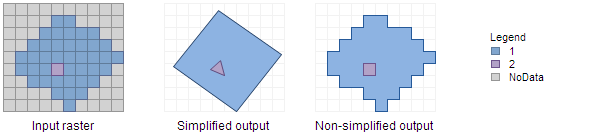 Legend
1
2
NoData
Input raster
Simplified output
Non-simplified output